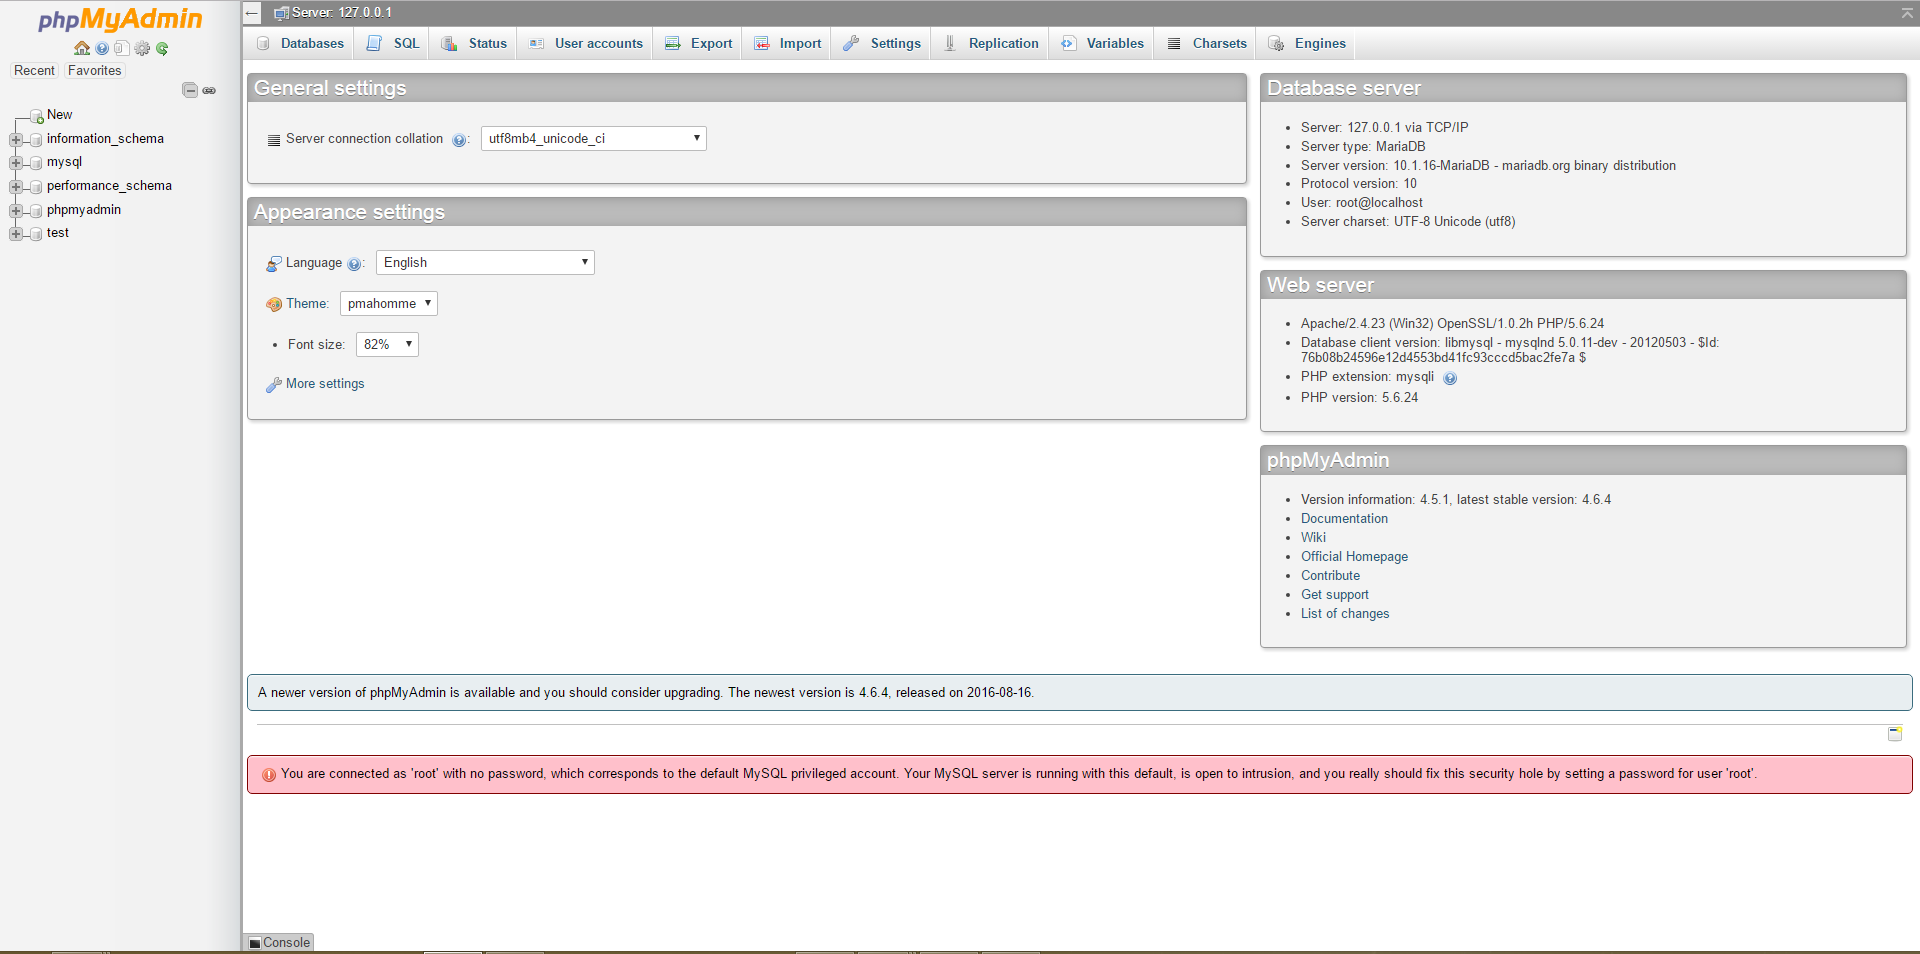 phpMyAdmin
Recent
Favorites
New
information_schema
mysql
performance_schema
phpmyadmin
test
Server: 127.0.0.1
Databases
SQL
Status
User accounts
Export
Import
Settings
Replication
Variables
Charsets
Engines
General settings
Server connection collation : utf8mb4_unicode_ci
Appearance settings
Language : English
Theme: pmahomme
Font size: 82%
More settings
Database server
Server: 127.0.0.1 via TCP/IP
Server type: MariaDB
Server version: 10.1.16-MariaDB - mariadb.org binary distribution
Protocol version: 10
User: root@localhost
Server charset: UTF-8 Unicode (utf8)
Web server
Apache/2.4.23 (Win32) OpenSSL/1.0.2h PHP/5.6.24
Database client version: libmysql - mysqlnd 5.0.11-dev - 20120503 - $Id:
76b08b24596e12d4553bd41fc93cccd5bac2fe7a $
PHP extension: mysqli
PHP version: 5.6.24
phpMyAdmin
Version information: 4.5.1, latest stable version: 4.6.4
Documentation
Wiki
Official Homepage
Contribute
Get support
List of changes
A newer version of phpMyAdmin is available and you should consider upgrading. The newest version is 4.6.4, released on 2016-08-16.
You are connected as 'root' with no password, which corresponds to the default MySQL privileged account. Your MySQL server is running with this default, is open to intrusion, and you really should fix this security hole by setting a password for user 'root'.
Console